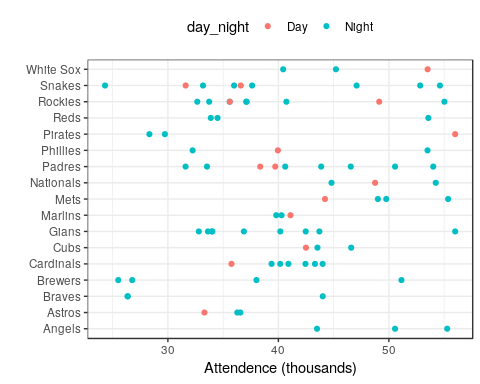 day_night Day Night
White Sox
Snakes
Rockies
Reds
Pirates
Phillies
Padres
Nationals
Mets
Marlins
Giants
Cubs
Cardinals
Brewers
Braves
Astros
Angels
30 40 50
Attendence (thousands)